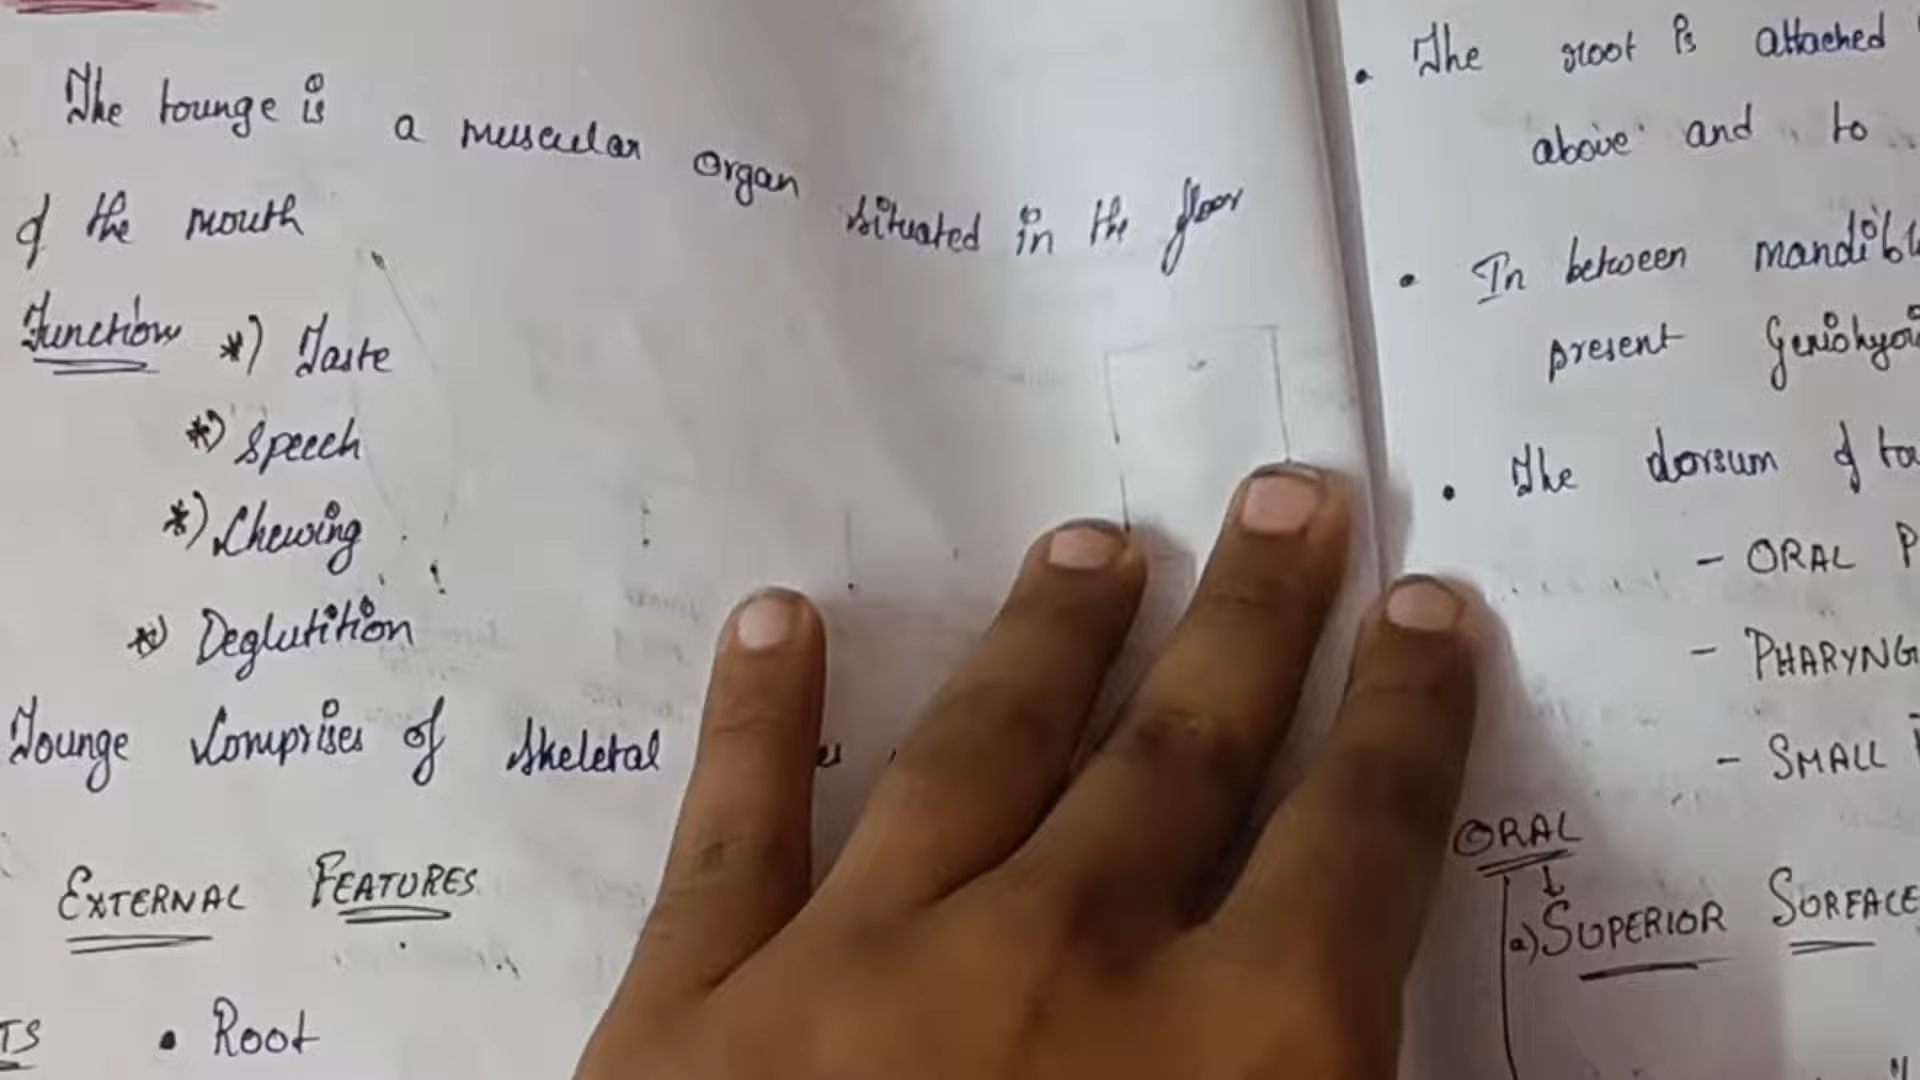 The tounge is a muscular organ situated in the floor
of the mouth
Function *) Taste
*) Speech
*) Chewing
*) Deglutition
Tounge Comprises of skeletal
EXTERNAL FEATURES
• Root
• The root is attached
above and to
• In between
present
• The dorsum of
- ORAL
-
- SMALL
ORAL
↓
a) SUPERIOR SURFACE